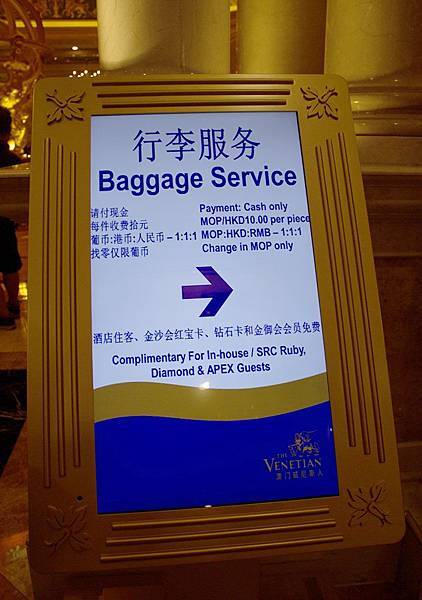 行李服务
Baggage Service
请付现金 Payment: Cash only
每件收费拾元 MOP/HKD10.00 per piece
葡币:港币:人民币 – 1:1:1 MOP:HKD:RMB – 1:1:1
找零仅限葡币 Change in MOP only
酒店住客、金沙会红宝卡、钻石卡和金御会会员免费
Complimentary For In-house / SRC Ruby,
Diamond & APEX Guests
THE
VENETIAN
澳门威尼斯人